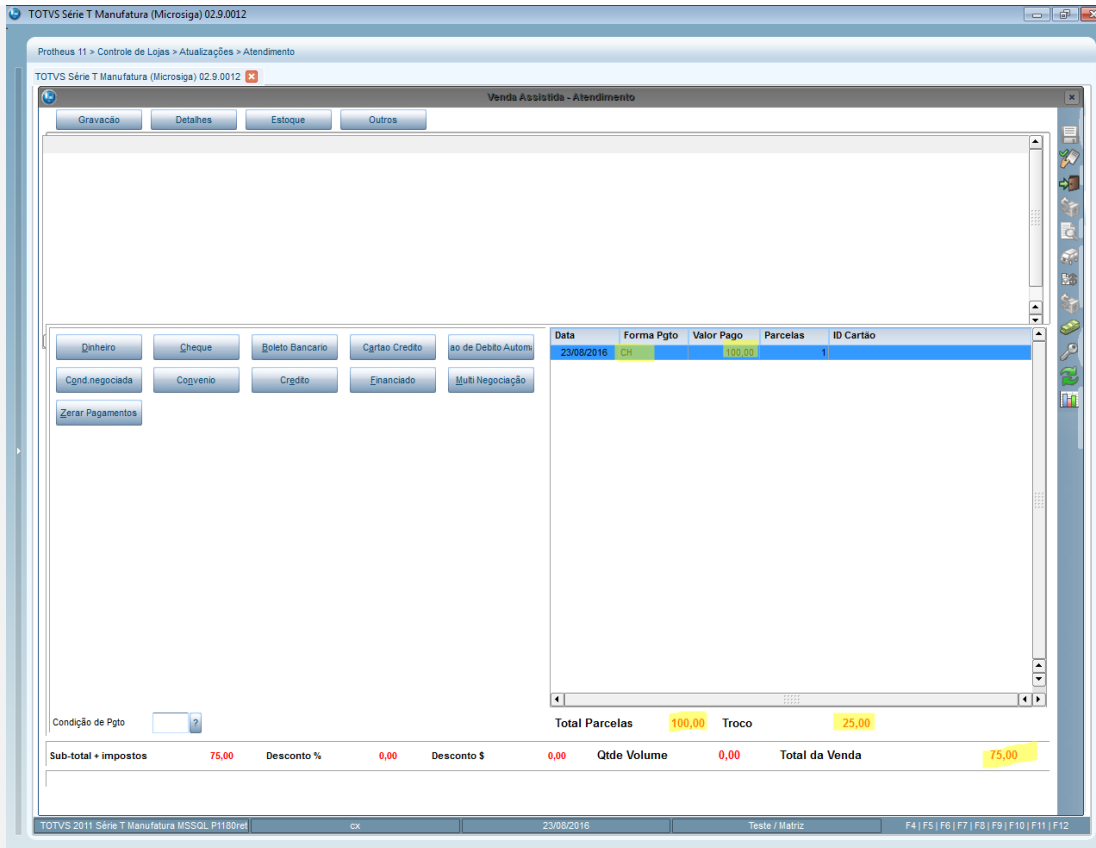 TOTVS Série T Manufatura (Microsiga) 02.9.0012
Protheus 11 > Controle de Lojas > Atualizações > Atendimento
TOTVS Série T Manufatura (Microsiga) 02.9.0012
Venda Assistida - Atendimento
Gravacão Detalhes Estoque Outros
Data Forma Pgto Valor Pago Parcelas ID Cartão
23/08/2016 CH 100,00 1
Dinheiro Cheque Boleto Bancario Cartao Credito ao de Debito Automa
Cond.negociada Convenio Credito Financiado Multi Negociação
Zerar Pagamentos
Condição de Pgto ? Total Parcelas 100,00 Troco 25,00
Sub-total + impostos 75,00 Desconto % 0,00 Desconto $ 0,00 Qtde Volume 0,00 Total da Venda 75,00
TOTVS 2011 Série T Manufatura MSSQL P1180ret cx 23/08/2016 Teste / Matriz F4 | F5 | F6 | F7 | F8 | F9 | F10 | F11 | F12